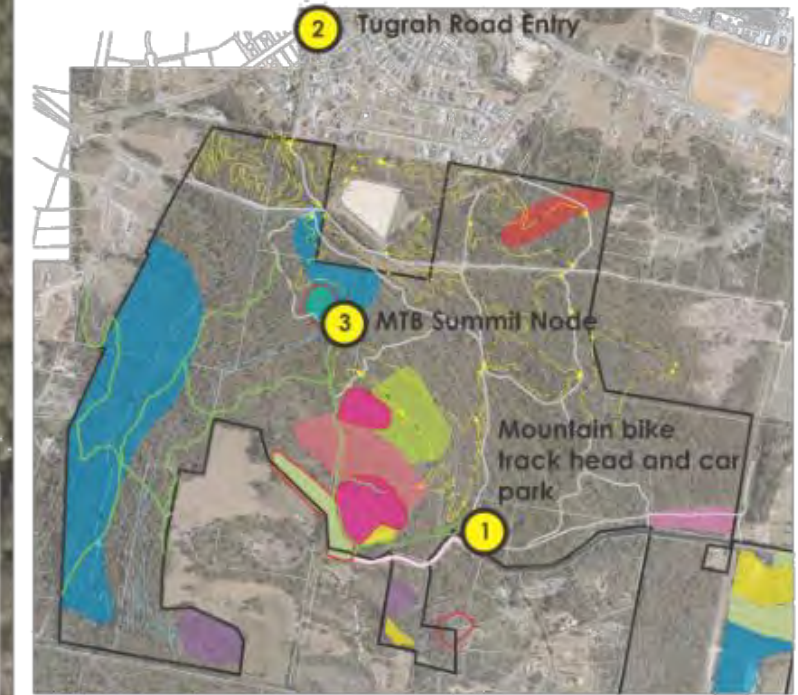 2 Tugrah Road Entry
3 MTB Summit Node
Mountain bike
track head and car
park
1